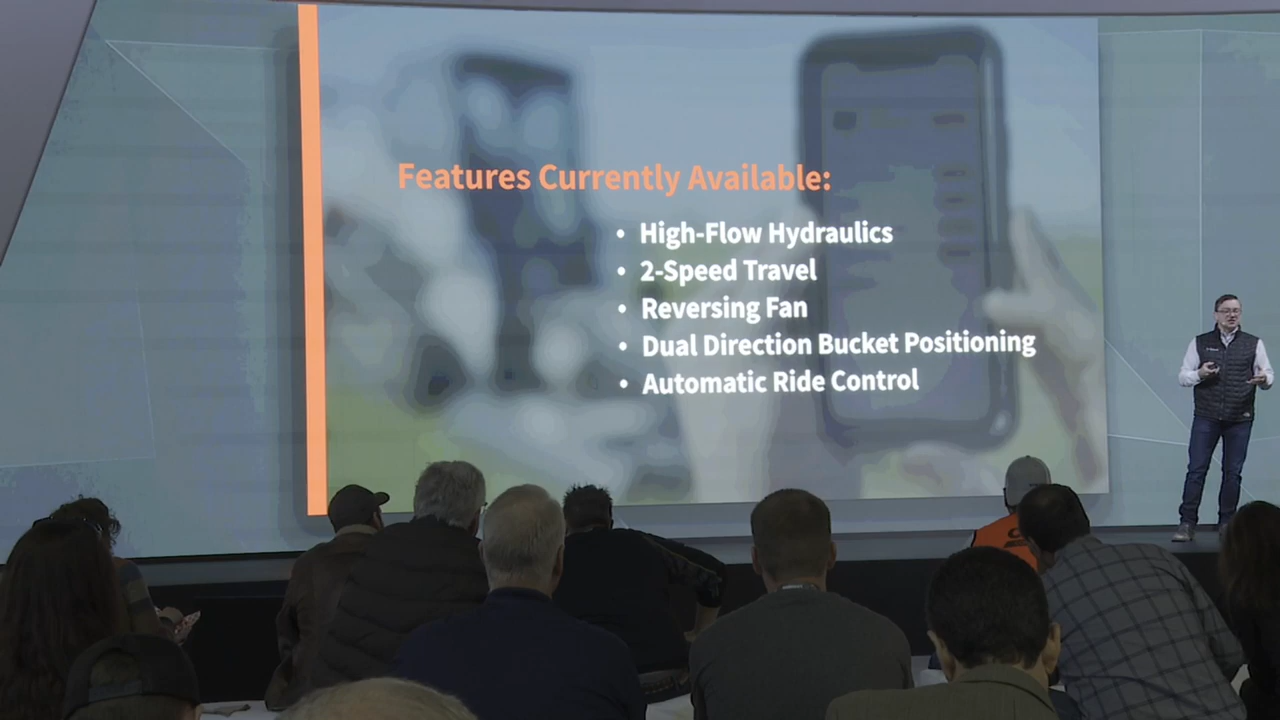 Features Currently Available:
• High-Flow Hydraulics
• 2-Speed Travel
• Reversing Fan
• Dual Direction Bucket Positioning
• Automatic Ride Control